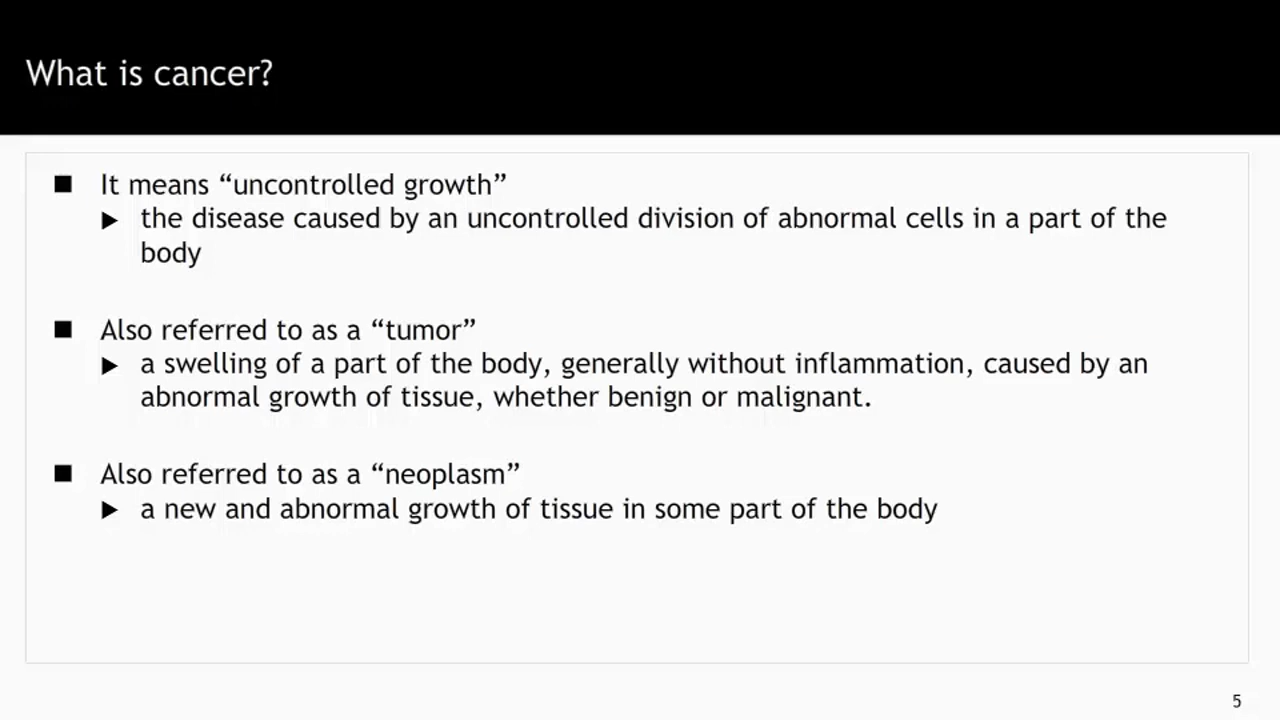 What is cancer?
It means “uncontrolled growth”
the disease caused by an uncontrolled division of abnormal cells in a part of the
body
Also referred to as a “tumor”
a swelling of a part of the body, generally without inflammation, caused by an
abnormal growth of tissue, whether benign or malignant.
Also referred to as a “neoplasm”
a new and abnormal growth of tissue in some part of the body
5